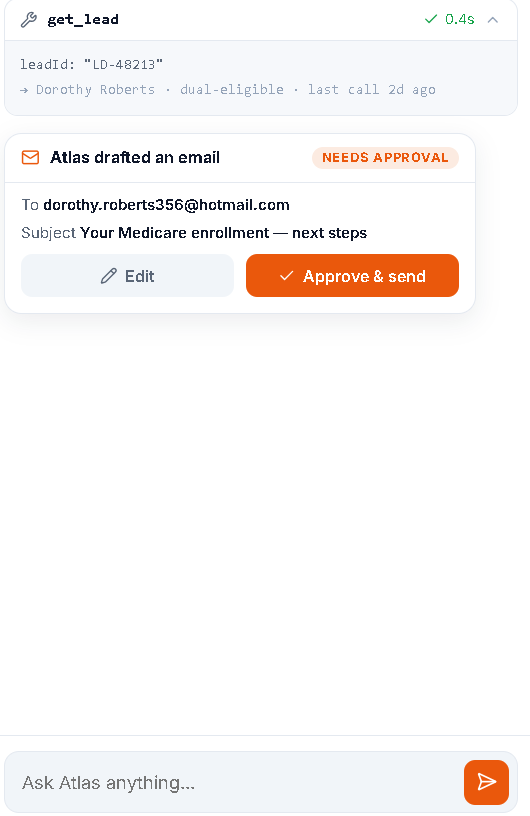 get_lead
0.4s
leadId: "LD-48213"
→ Dorothy Roberts · dual-eligible · last call 2d ago
Atlas drafted an email
NEEDS APPROVAL
To dorothy.roberts356@hotmail.com
Subject Your Medicare enrollment — next steps
Edit
Approve & send
Ask Atlas anything...